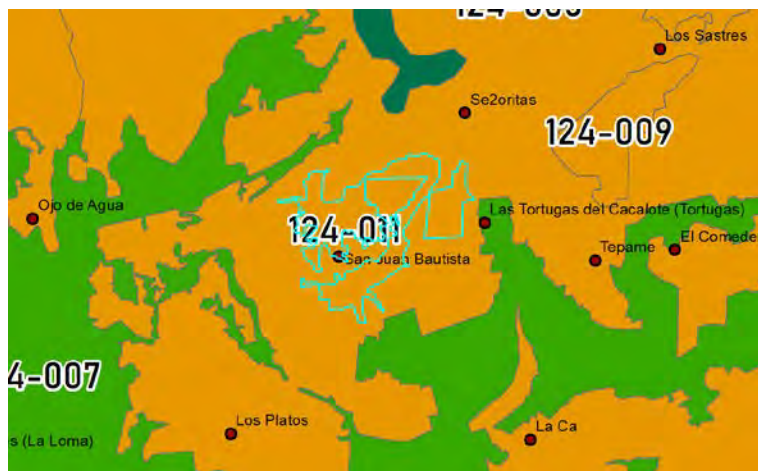 Los Sastres
Se2oritas
124-009
Ojo de Agua
124-011
Las Tortugas del Cacalote (Tortugas)
San Juan Bautista
Tepame
El Comede
4-007
Los Platos
s (La Loma)
La Ca